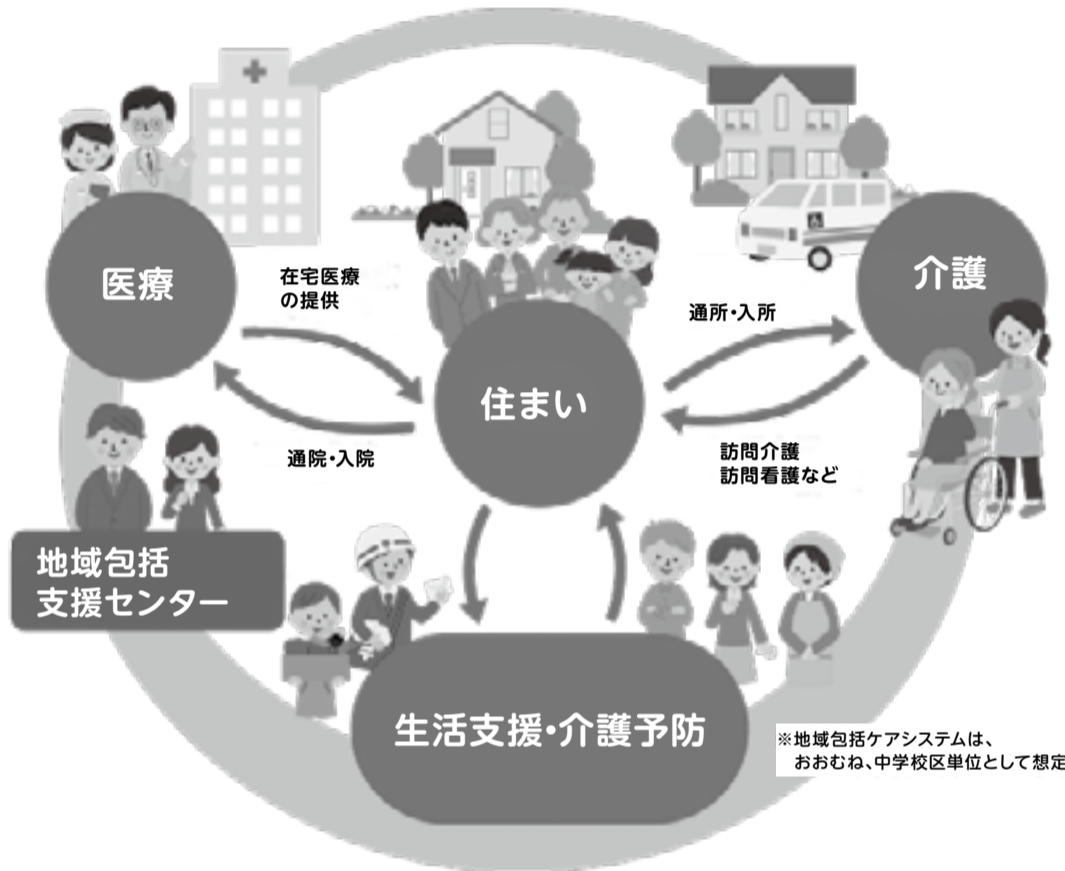 医療
在宅医療
の提供
介護
通所・入所
住まい
通院・入院
訪問介護
訪問看護など
地域包括
支援センター
生活支援・介護予防
※地域包括ケアシステムは、
おおむね、中学校区単位として想定